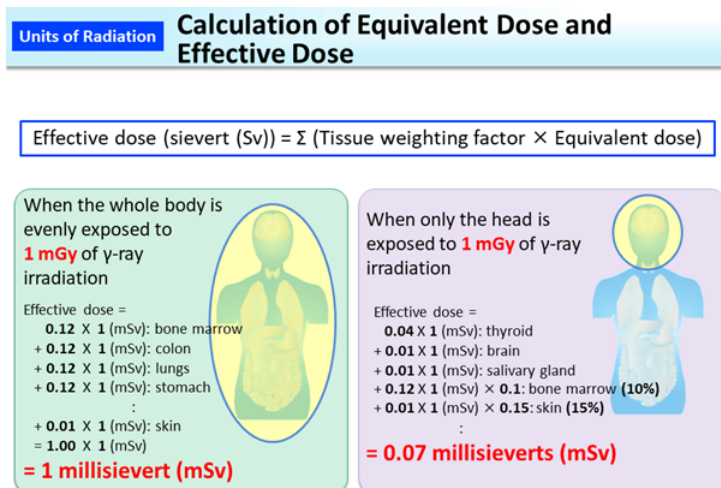 Units of Radiation
Calculation of Equivalent Dose and
Effective Dose
Effective dose (sievert (Sv)) = Σ (Tissue weighting factor × Equivalent dose)
When the whole body is
evenly exposed to
1 mGy of γ-ray
irradiation
Effective dose =
0.12 X 1 (mSv): bone marrow
+ 0.12 X 1 (mSv): colon
+ 0.12 X 1 (mSv): lungs
+ 0.12 X 1 (mSv): stomach
:
+ 0.01 X 1 (mSv): skin
= 1.00 X 1 (mSv)
= 1 millisievert (mSv)
When only the head is
exposed to 1 mGy of γ-ray
irradiation
Effective dose =
0.04 X 1 (mSv): thyroid
+ 0.01 X 1 (mSv): brain
+ 0.01 X 1 (mSv): salivary gland
+ 0.12 X 1 (mSv) × 0.1: bone marrow (10%)
+ 0.01 X 1 (mSv) × 0.15: skin (15%)
:
= 0.07 millisieverts (mSv)